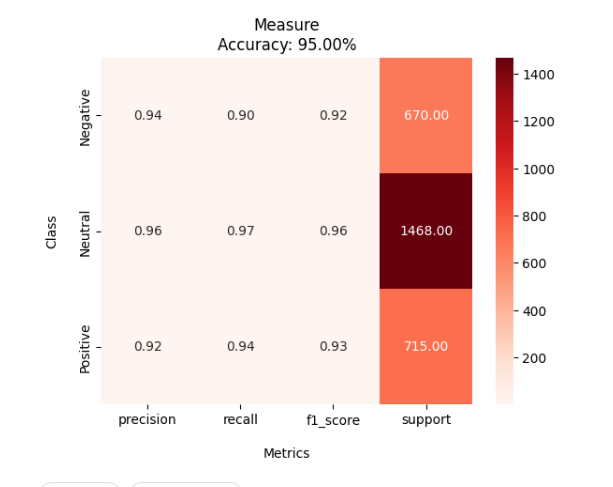 Measure
Accuracy: 95.00%
Negative 0.94 0.90 0.92 670.00
Neutral 0.96 0.97 0.96 1468.00
Positive 0.92 0.94 0.93 715.00
Class
precision recall f1_score support
Metrics
1400
1200
1000
800
600
400
200